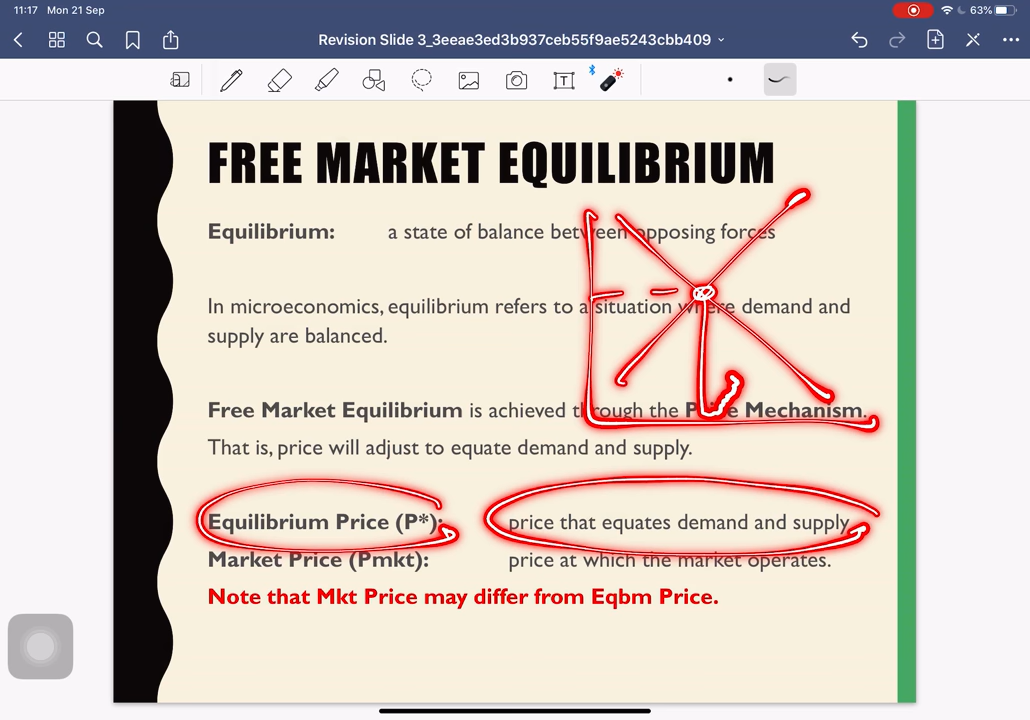 11:17 Mon 21 Sep
63%
Revision Slide 3_3eeae3ed3b937ceb55f9ae5243cbb409
T
FREE MARKET EQUILIBRIUM
Equilibrium: a state of balance between opposing forces
In microeconomics, equilibrium refers to a situation where demand and
supply are balanced.
Free Market Equilibrium is achieved through the Price Mechanism.
That is, price will adjust to equate demand and supply.
Equilibrium Price (P*): price that equates demand and supply
Market Price (Pmkt): price at which the market operates.
Note that Mkt Price may differ from Eqbm Price.